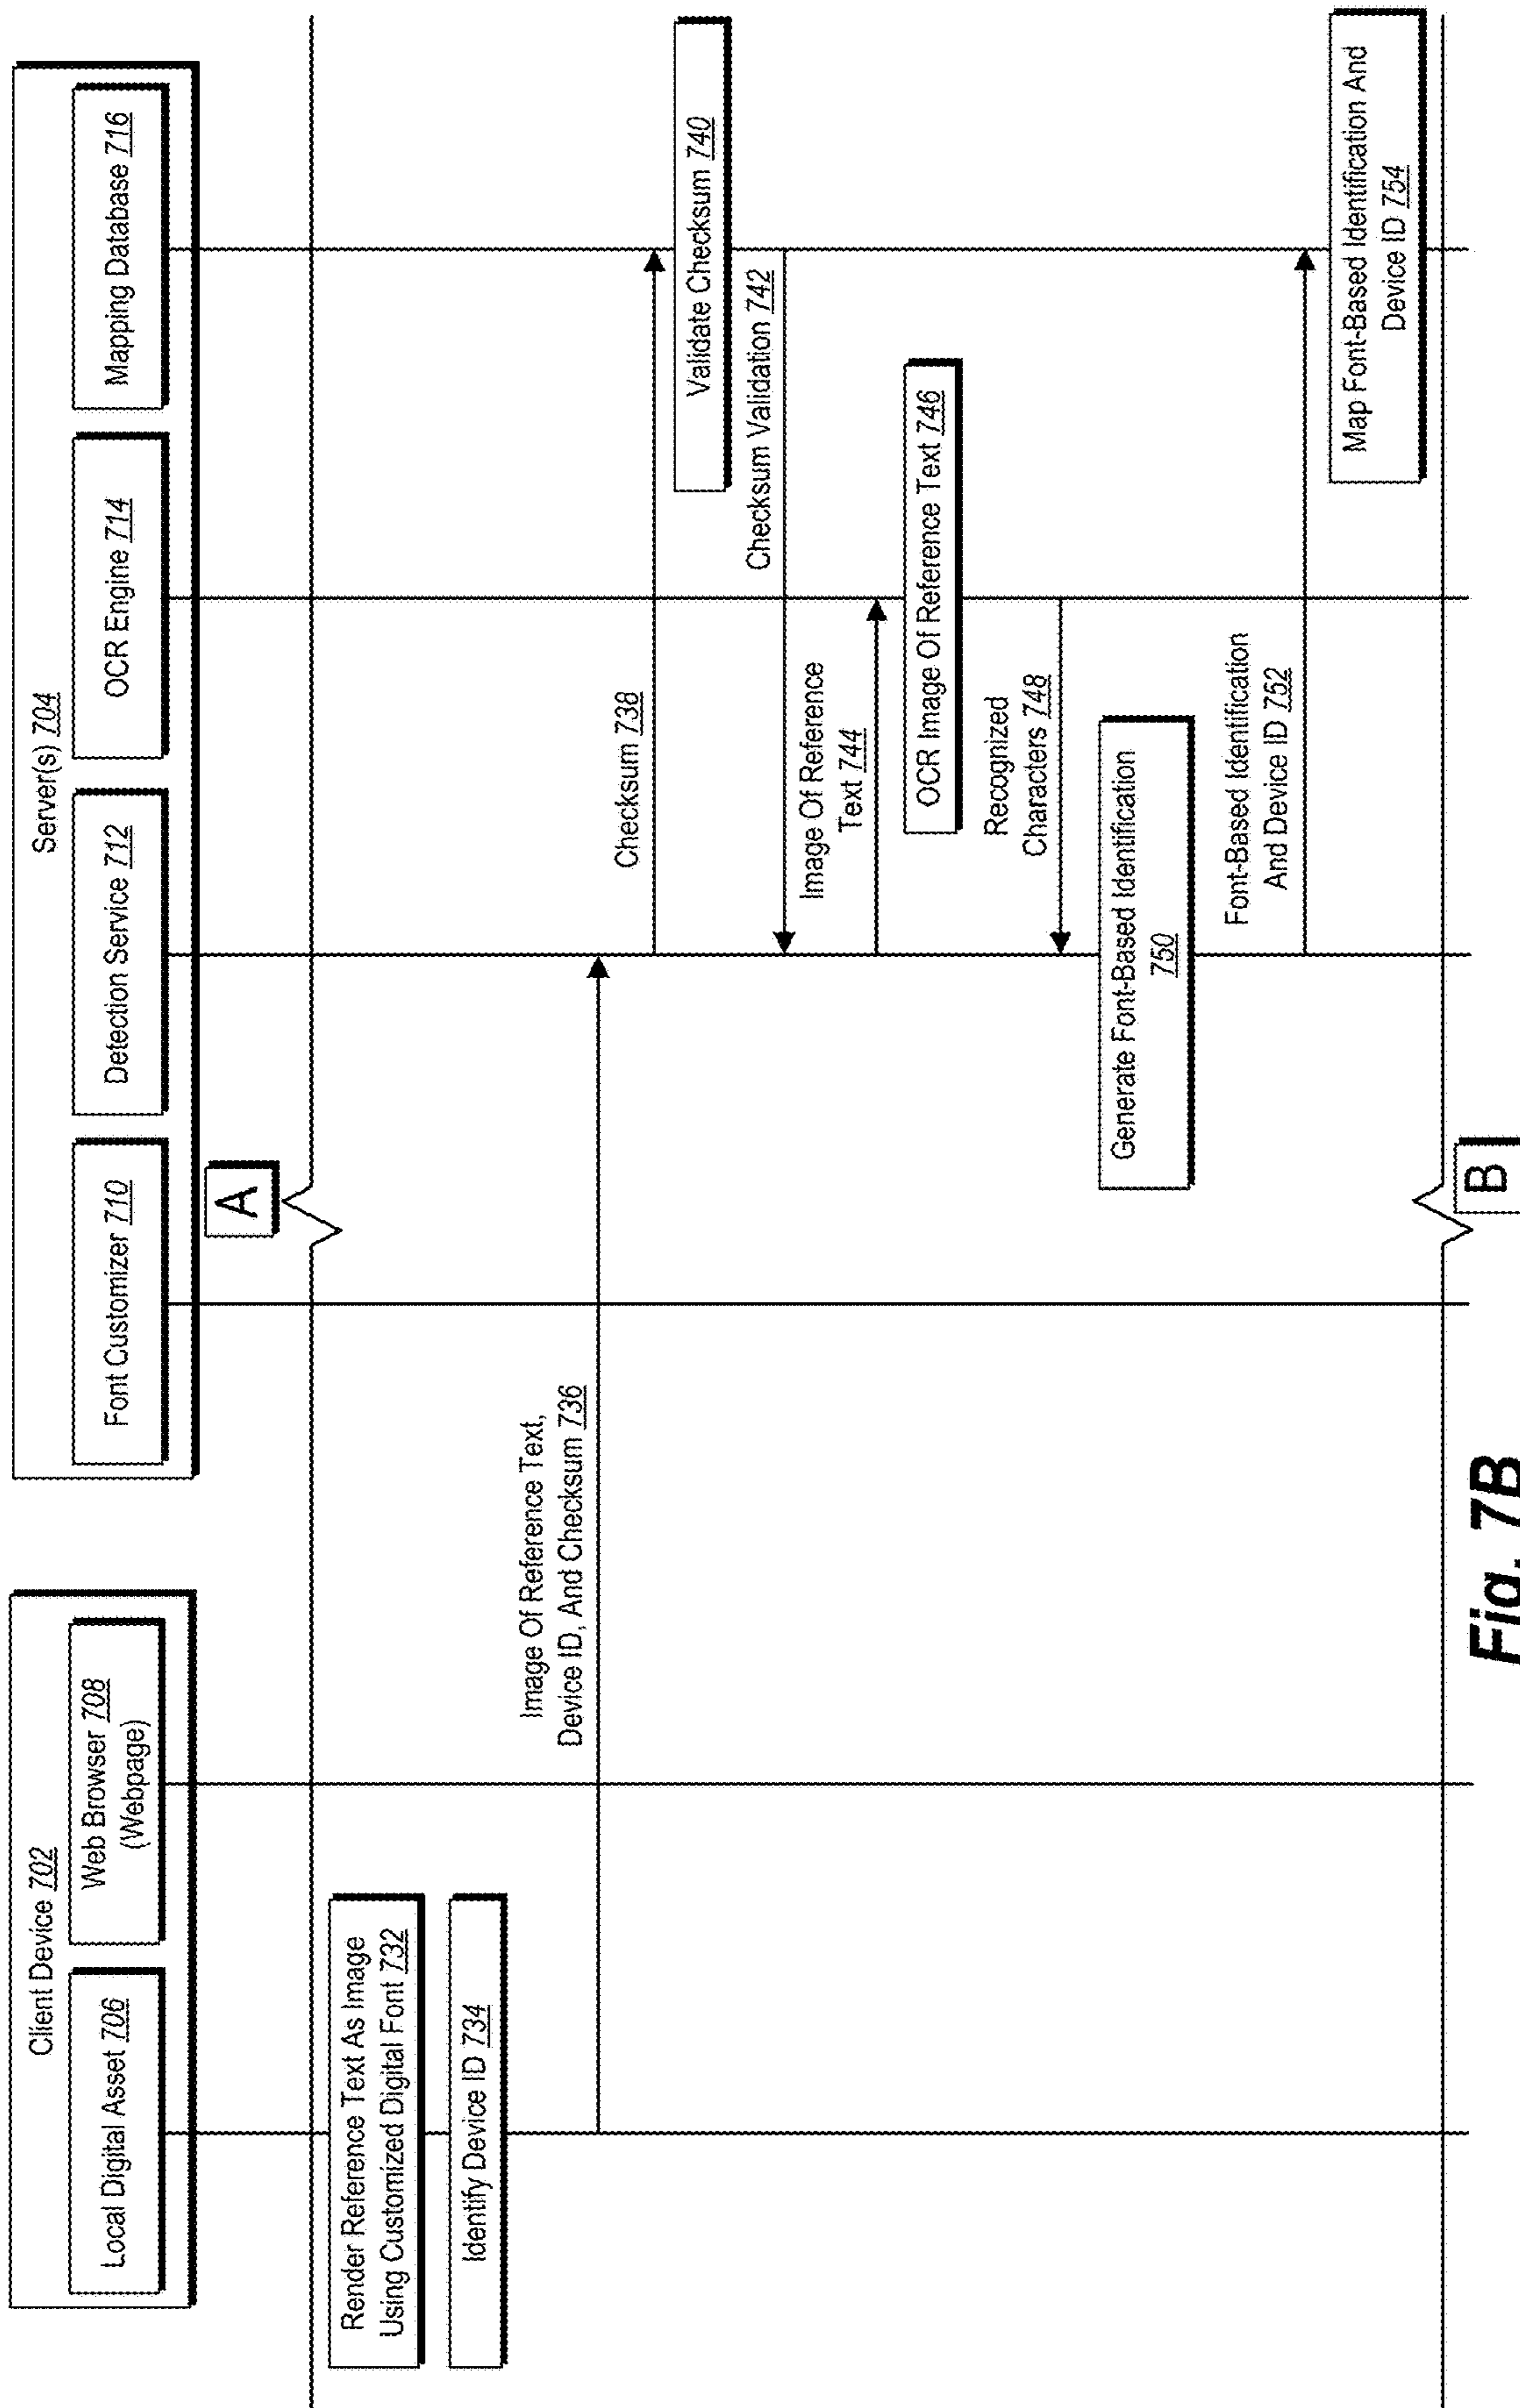 Client Device 702
Local Digital Asset 706
Web Browser 708
(Webpage)
Server(s) 704
Font Customizer 710
Detection Service 712
OCR Engine 714
Mapping Database 716
A
Render Reference Text As Image
Using Customized Digital Font 732
Identify Device ID 734
Image Of Reference Text,
Device ID, And Checksum 736
Checksum 738
Validate Checksum 740
Checksum Validation 742
Image Of Reference
Text 744
OCR Image Of Reference Text 746
Recognized
Characters 748
Generate Font-Based Identification
750
Font-Based Identification
And Device ID 752
Map Font-Based Identification And
Device ID 754
B
Fig. 7B